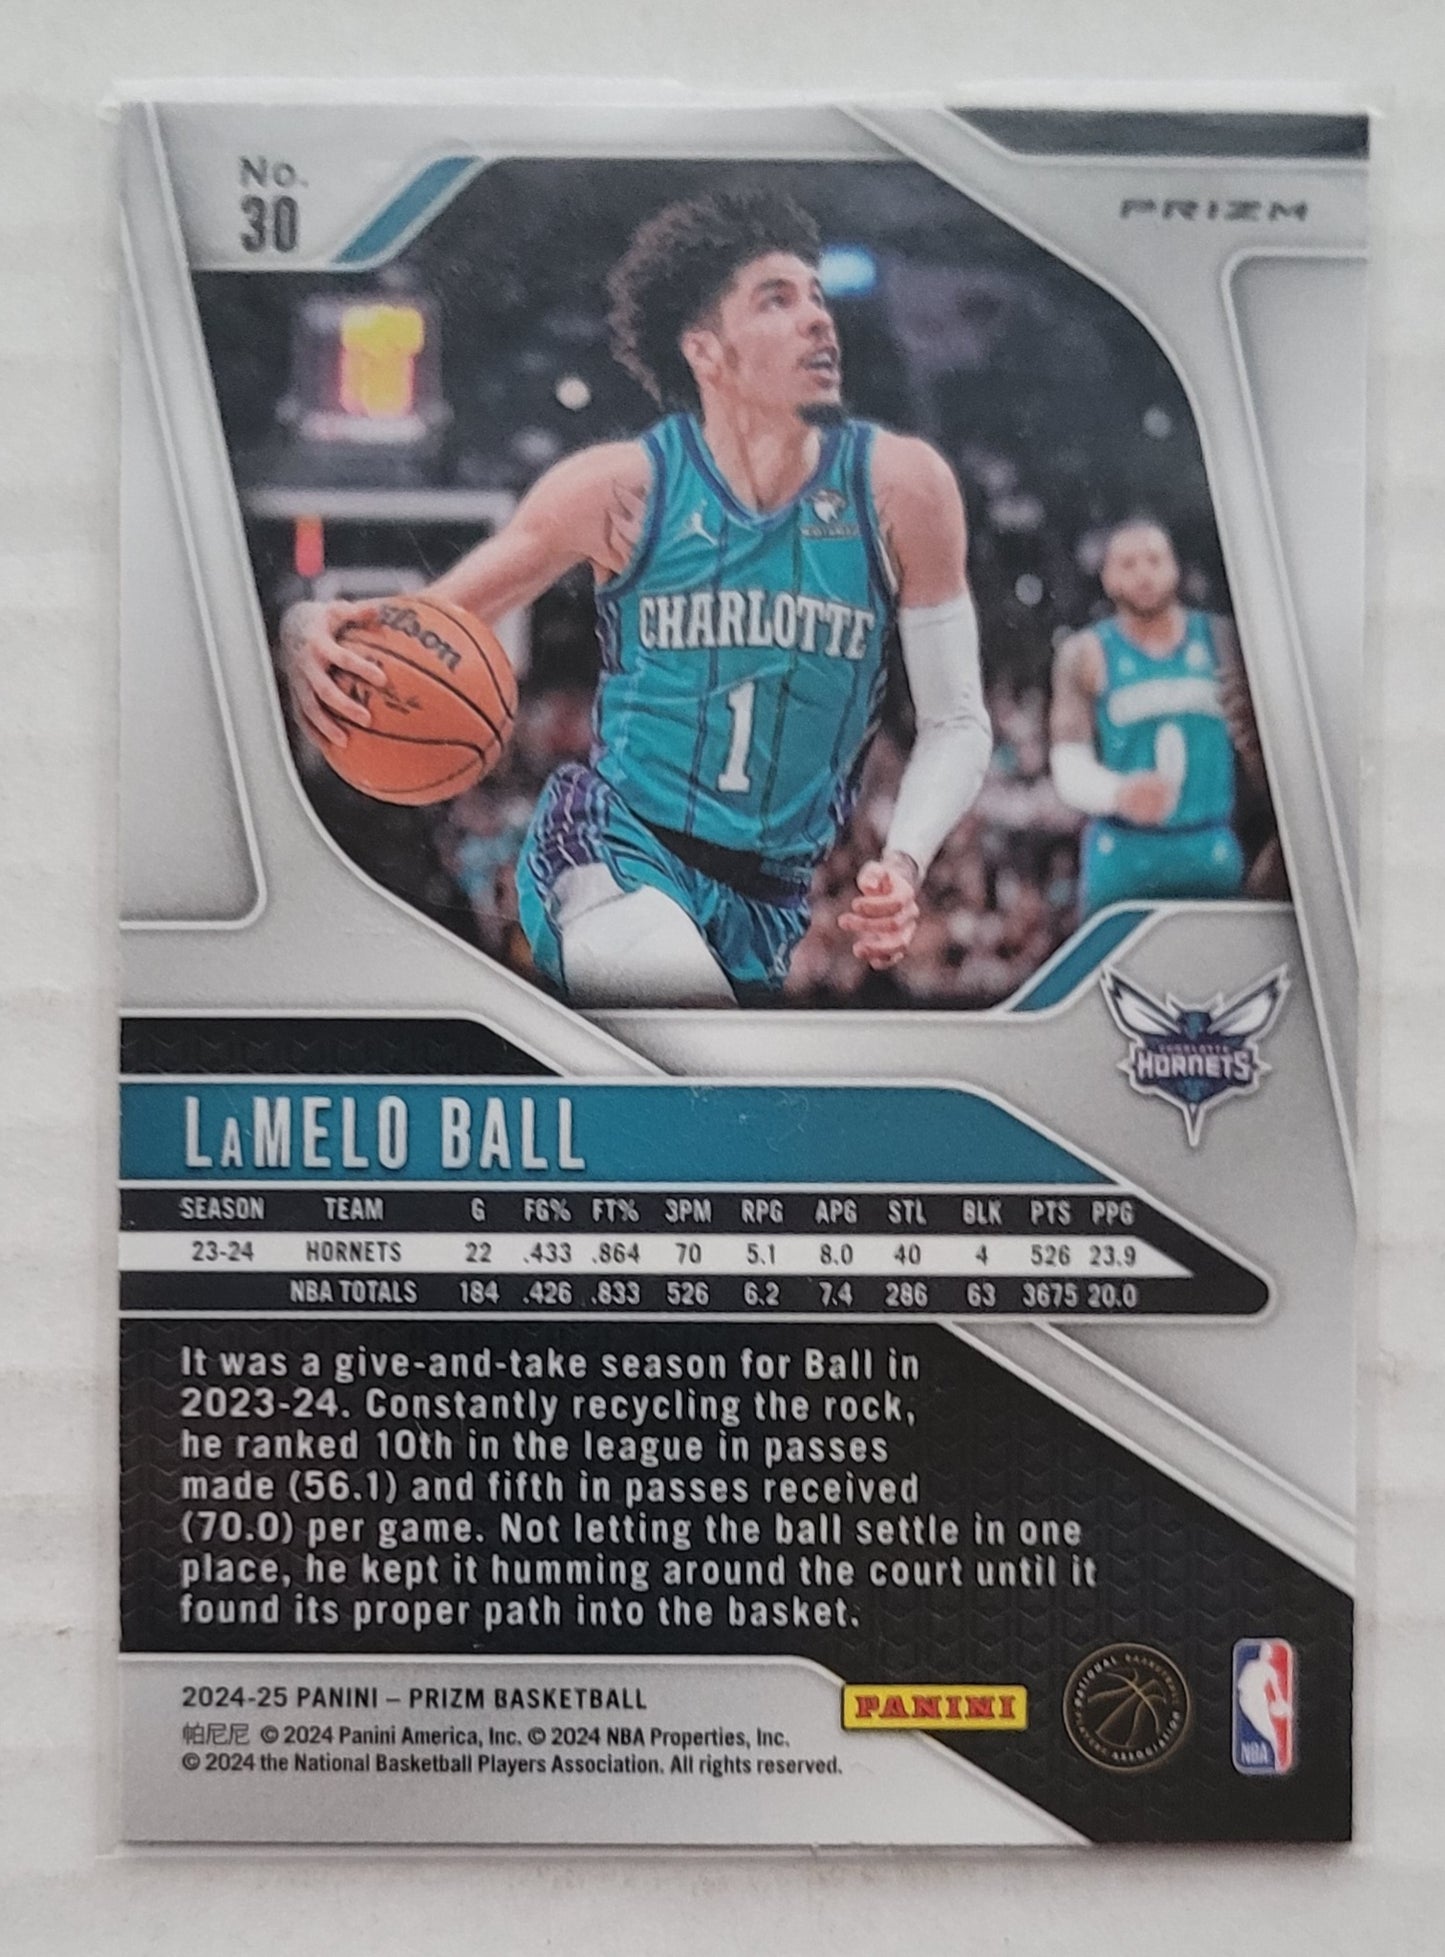 No.
30
PRIZM
Wilson
CHARLOTTE
1
CHARLOTTE
HORNETS
LAMELO BALL
SEASON TEAM G FG% FT% 3PM RPG APG STL BLK PTS PPG
23-24 HORNETS 22 .433 .864 70 5.1 8.0 40 4 526 23.9
NBA TOTALS 184 .426 .833 526 6.2 7.4 286 63 3675 20.0
It was a give-and-take season for Ball in
2023-24. Constantly recycling the rock,
he ranked 10th in the league in passes
made (56.1) and fifth in passes received
(70.0) per game. Not letting the ball settle in one
place, he kept it humming around the court until it
found its proper path into the basket.
2024-25 PANINI – PRIZM BASKETBALL
帕尼尼 © 2024 Panini America, Inc. © 2024 NBA Properties, Inc.
© 2024 the National Basketball Players Association. All rights reserved.
PANINI
NATIONAL BASKETBALL PLAYERS ASSOCIATION
NBA